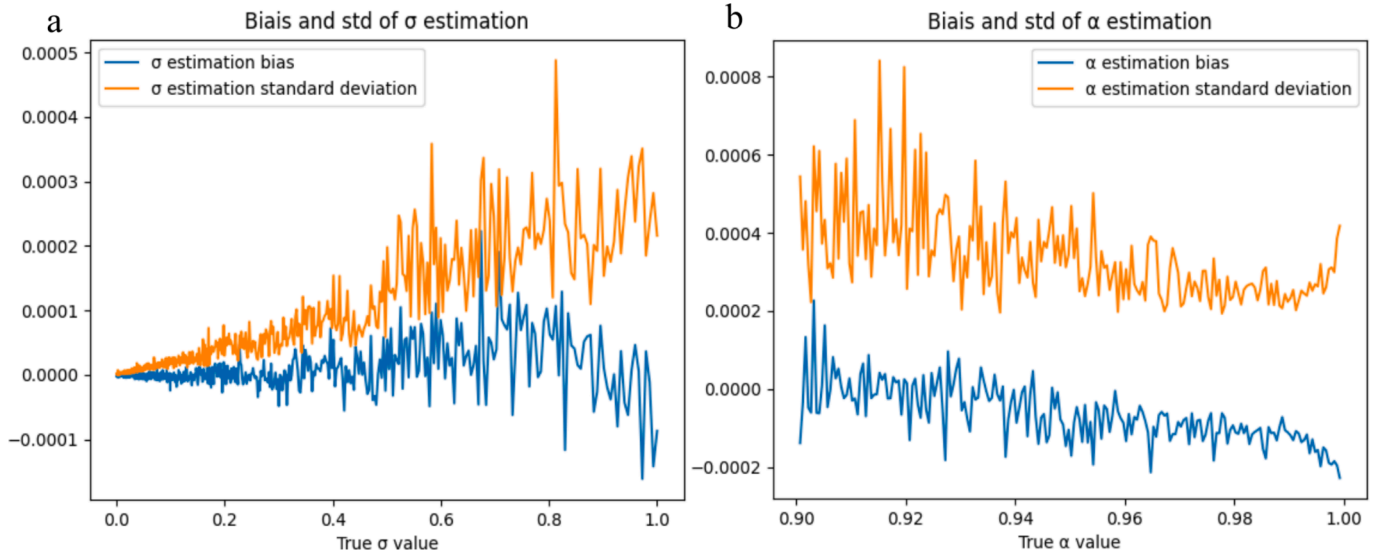 a
Biais and std of σ estimation
σ estimation bias
σ estimation standard deviation
0.0005
0.0004
0.0003
0.0002
0.0001
0.0000
−0.0001
0.0
0.2
0.4
0.6
0.8
1.0
True σ value
b
Biais and std of α estimation
α estimation bias
α estimation standard deviation
0.0008
0.0006
0.0004
0.0002
0.0000
−0.0002
0.90
0.92
0.94
0.96
0.98
1.00
True α value